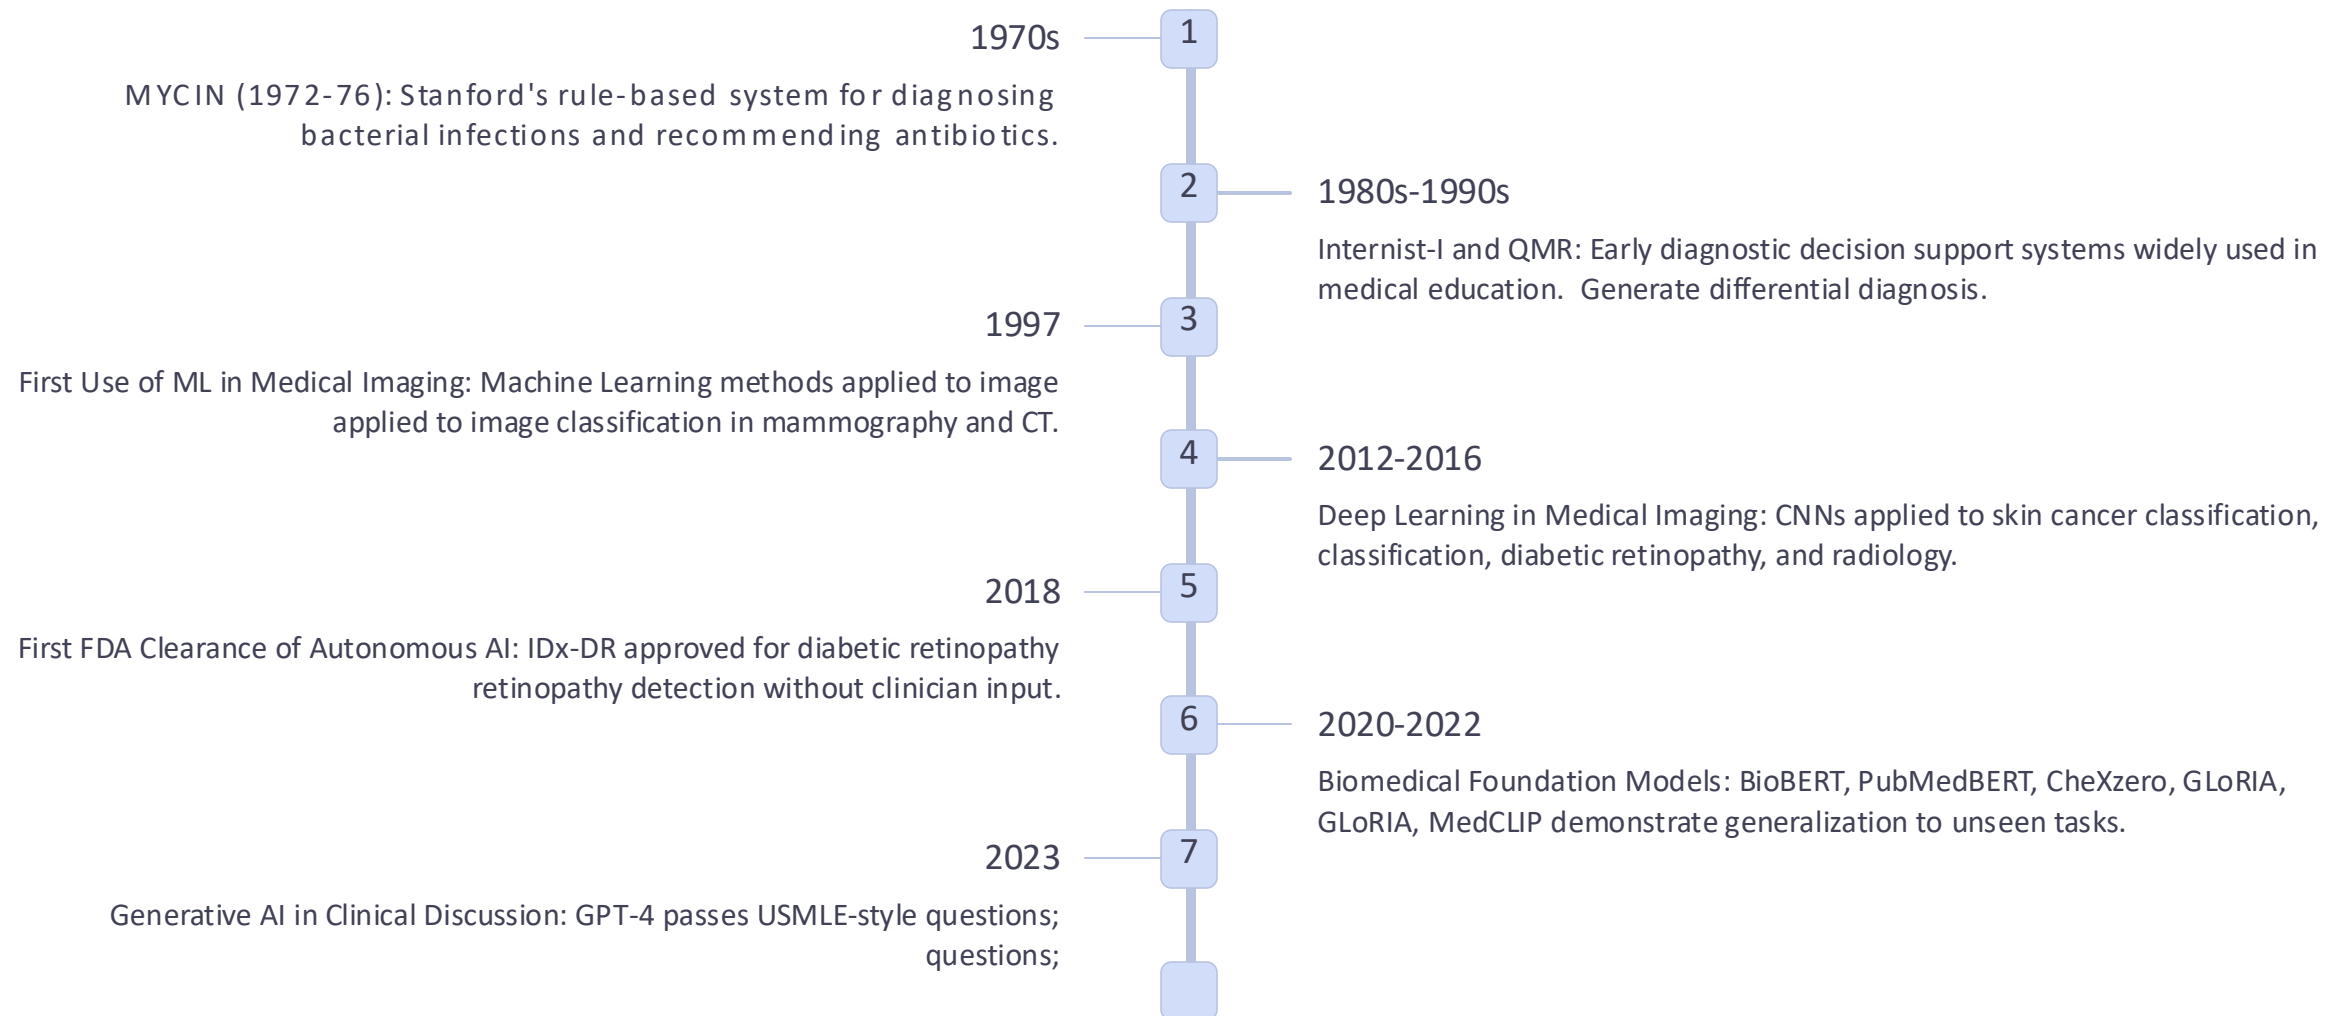 1970s
1
MYCIN (1972-76): Stanford's rule-based system for diagnosing
bacterial infections and recommending antibiotics.
2
1980s-1990s
Internist-I and QMR: Early diagnostic decision support systems widely used in
medical education.  Generate differential diagnosis.
1997
3
First Use of ML in Medical Imaging: Machine Learning methods applied to image
applied to image classification in mammography and CT.
4
2012-2016
Deep Learning in Medical Imaging: CNNs applied to skin cancer classification,
classification, diabetic retinopathy, and radiology.
2018
5
First FDA Clearance of Autonomous AI: IDx-DR approved for diabetic retinopathy
retinopathy detection without clinician input.
6
2020-2022
Biomedical Foundation Models: BioBERT, PubMedBERT, CheXzero, GLoRIA,
GLoRIA, MedCLIP demonstrate generalization to unseen tasks.
2023
7
Generative AI in Clinical Discussion: GPT-4 passes USMLE-style questions;
questions;